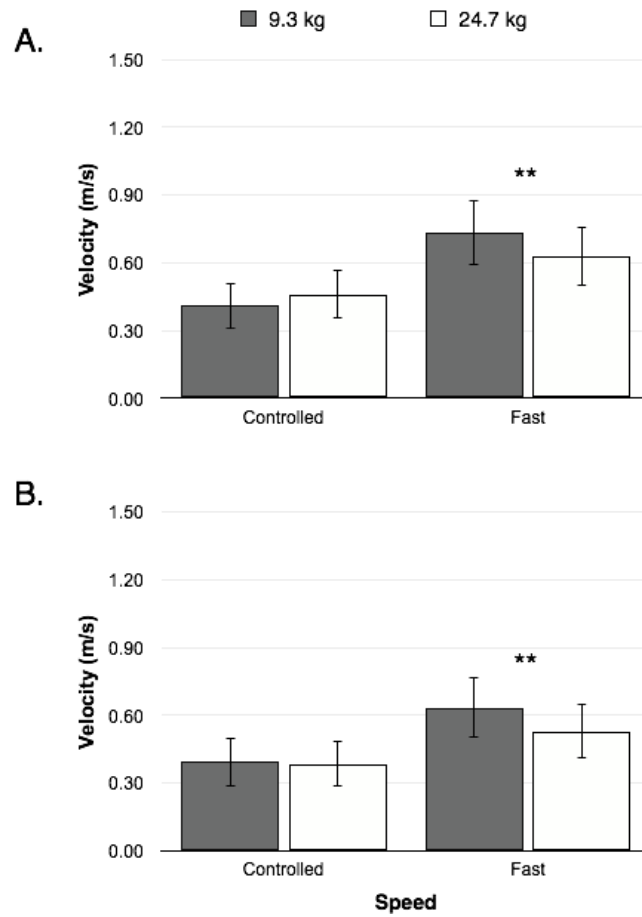 9.3 kg 24.7 kg
A.
1.50
1.20
**
0.90
Velocity (m/s)
0.60
0.30
0.00
Controlled Fast
B.
1.50
1.20
0.90
**
Velocity (m/s)
0.60
0.30
0.00
Controlled Fast
Speed